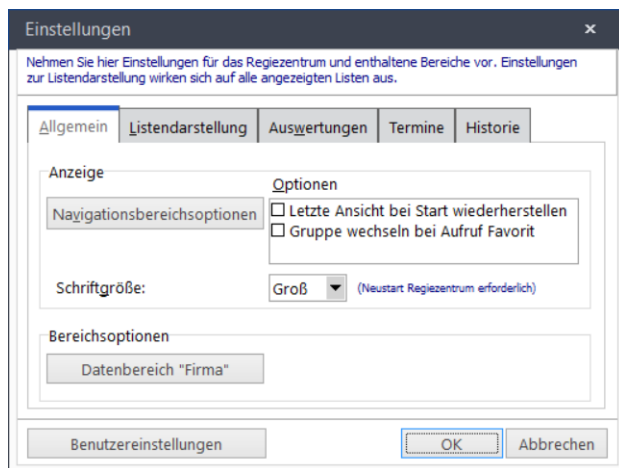 Einstellungen
Nehmen Sie hier Einstellungen für das Regiezentrum und enthaltene Bereiche vor. Einstellungen
zur Listendarstellung wirken sich auf alle angezeigten Listen aus.
Allgemein Listendarstellung Auswertungen Termine Historie
Anzeige
Optionen
Navigationsbereichsoptionen
Letzte Ansicht bei Start wiederherstellen
Gruppe wechseln bei Aufruf Favorit
Schriftgröße: Groß (Neustart Regiezentrum erforderlich)
Bereichsoptionen
Datenbereich "Firma"
Benutzereinstellungen OK Abbrechen